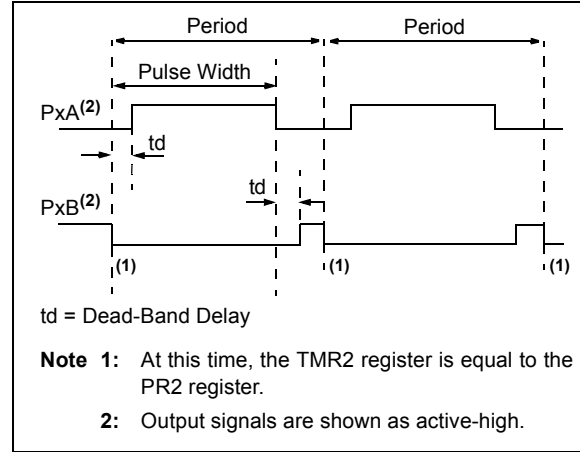 Period
Period
Pulse Width
PxA(2)
td
td
PxB(2)
(1)
(1)
(1)
td = Dead-Band Delay
Note 1: At this time, the TMR2 register is equal to the
PR2 register.
2: Output signals are shown as active-high.